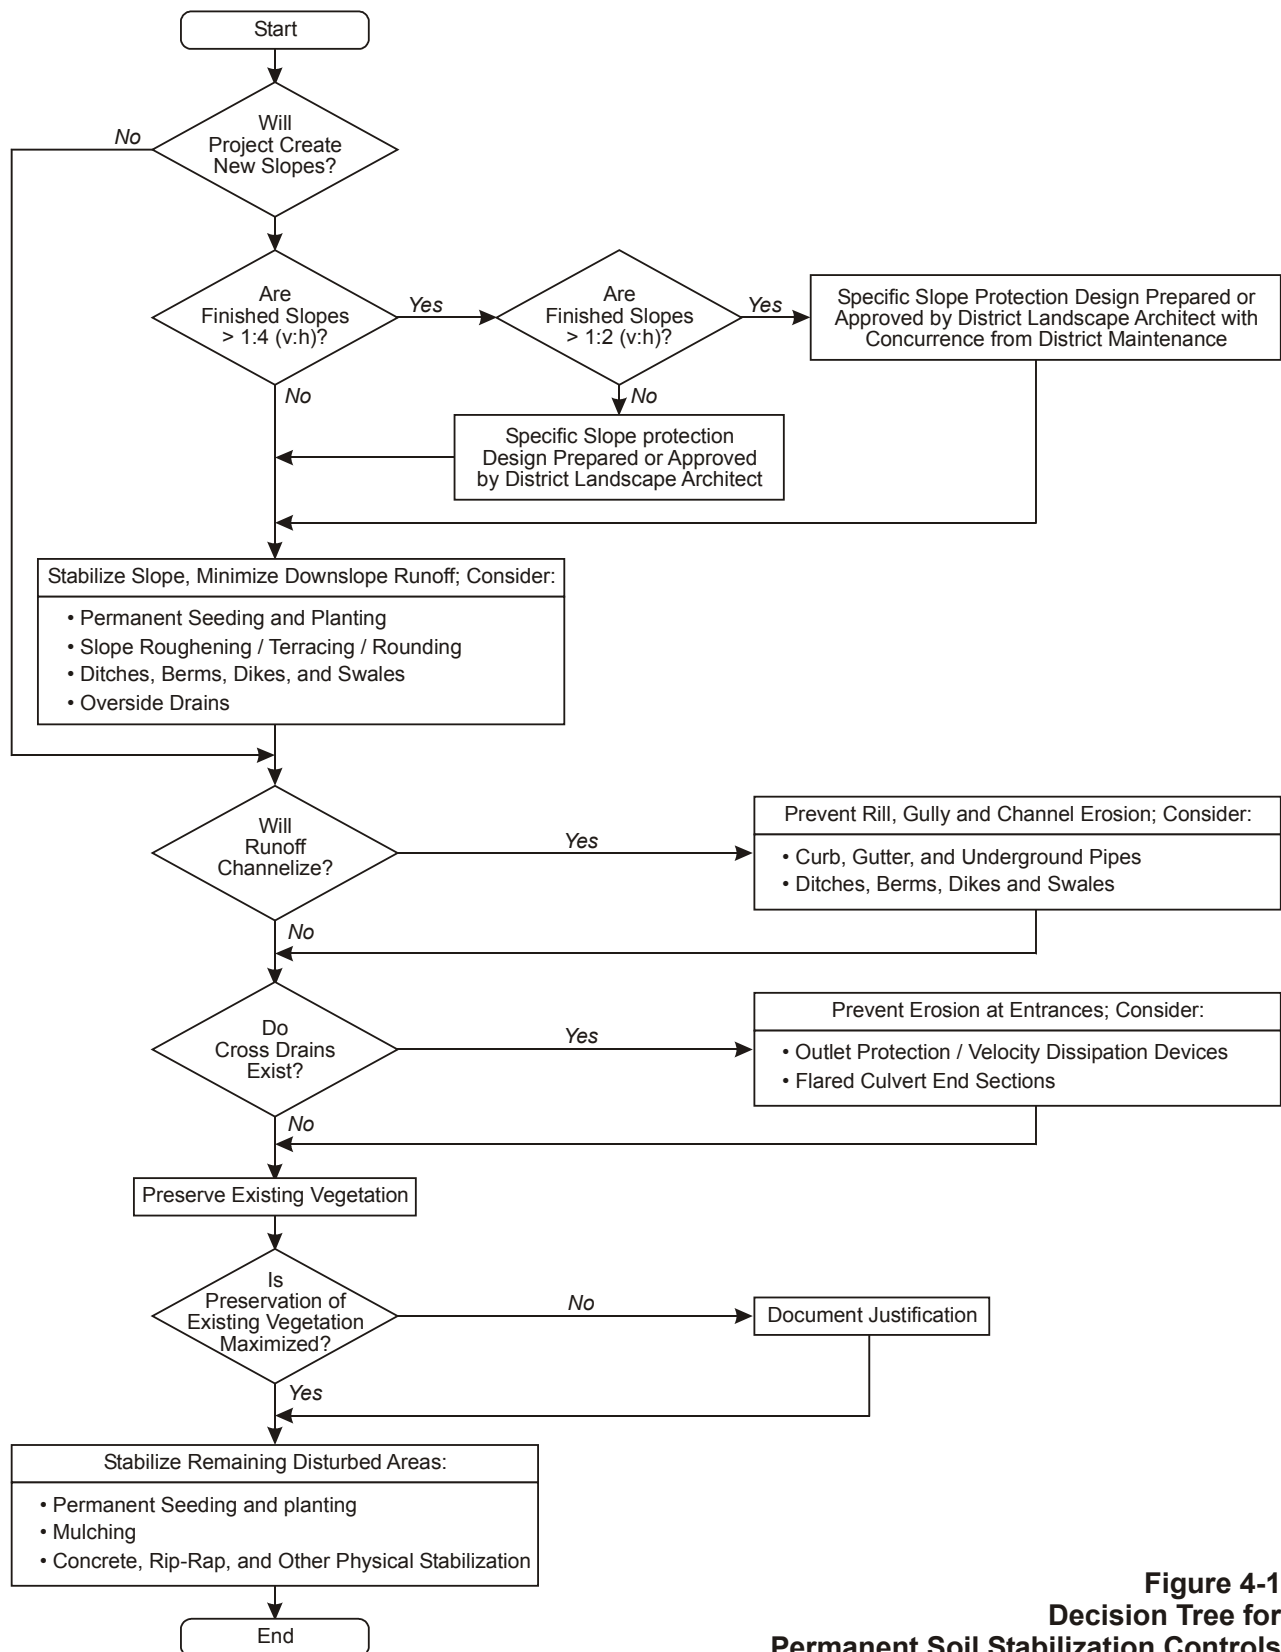 Start
Will
Project Create
New Slopes?
No
Are
Finished Slopes
> 1:4 (v:h)?
Yes
Are
Finished Slopes
> 1:2 (v:h)?
Yes
Specific Slope Protection Design Prepared or
Approved by District Landscape Architect with
Concurrence from District Maintenance
No
No
Specific Slope protection
Design Prepared or Approved
by District Landscape Architect
Stabilize Slope, Minimize Downslope Runoff; Consider:
• Permanent Seeding and Planting
• Slope Roughening / Terracing / Rounding
• Ditches, Berms, Dikes, and Swales
• Overside Drains
Will
Runoff
Channelize?
Yes
Prevent Rill, Gully and Channel Erosion; Consider:
• Curb, Gutter, and Underground Pipes
• Ditches, Berms, Dikes and Swales
No
Do
Cross Drains
Exist?
Yes
Prevent Erosion at Entrances; Consider:
• Outlet Protection / Velocity Dissipation Devices
• Flared Culvert End Sections
No
Preserve Existing Vegetation
Is
Preservation of
Existing Vegetation
Maximized?
No
Document Justification
Yes
Stabilize Remaining Disturbed Areas:
• Permanent Seeding and planting
• Mulching
• Concrete, Rip-Rap, and Other Physical Stabilization
End
Figure 4-1
Decision Tree for
Permanent Soil Stabilization Controls